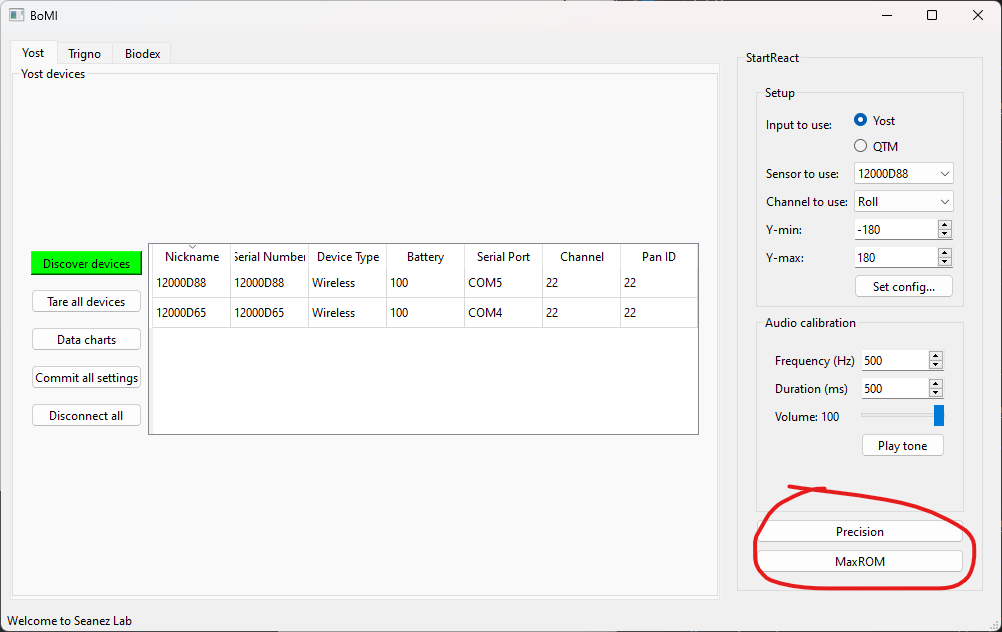 BoMI
Yost Trigno Biodex
Yost devices
Discover devices
Tare all devices
Data charts
Commit all settings
Disconnect all
Nickname Serial Number Device Type Battery Serial Port Channel Pan ID
12000D88 12000D88 Wireless 100 COM5 22 22
12000D65 12000D65 Wireless 100 COM4 22 22
StartReact
Setup
Input to use: Yost
QTM
Sensor to use: 12000D88
Channel to use: Roll
Y-min: -180
Y-max: 180
Set config...
Audio calibration
Frequency (Hz) 500
Duration (ms) 500
Volume: 100
Play tone
Precision
MaxROM
Welcome to Seanez Lab